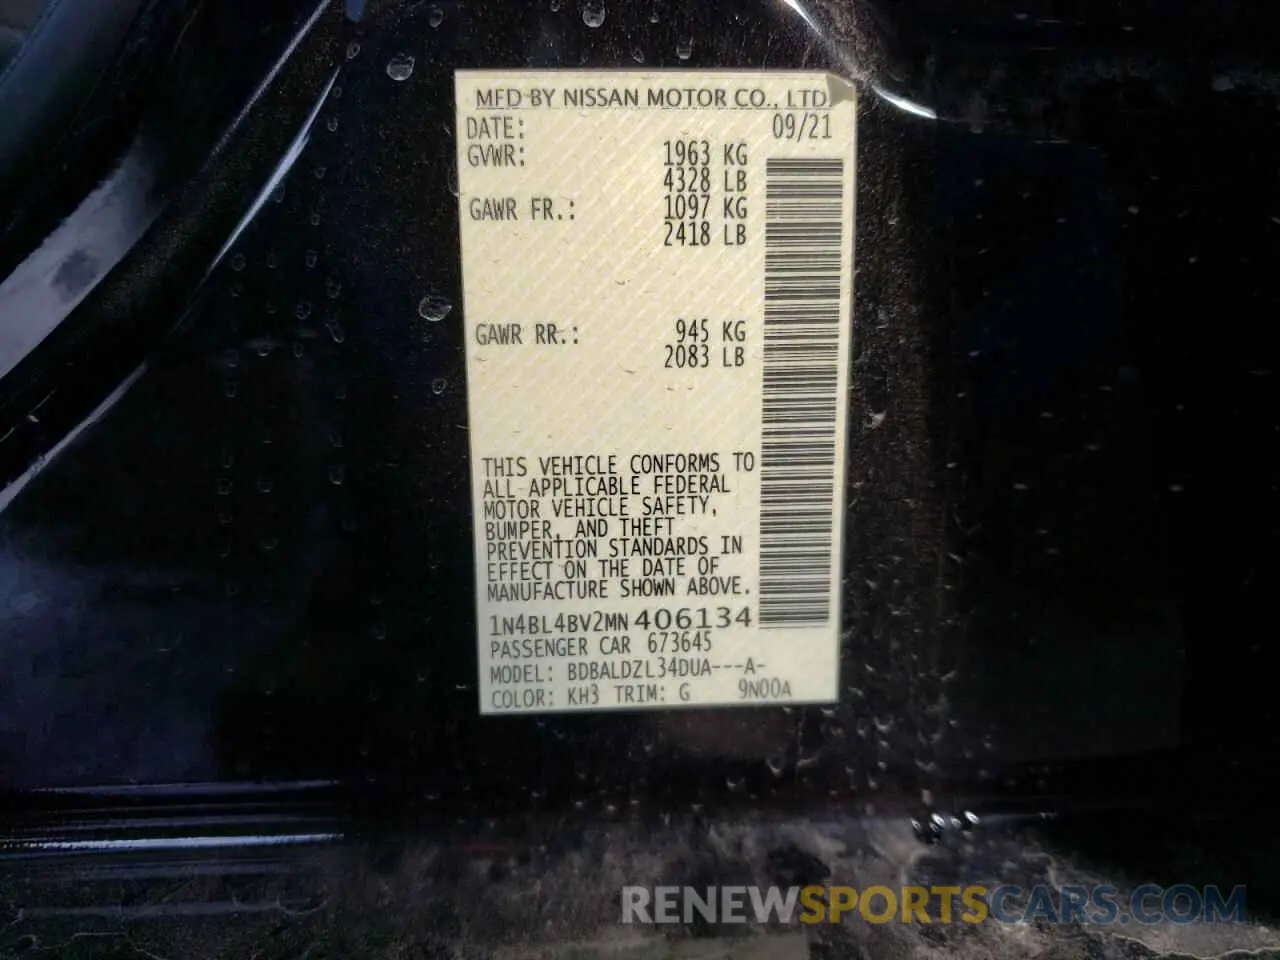 MFD BY NISSAN MOTOR CO., LTD.
DATE: 09/21
GVWR: 1963 KG
4328 LB
GAWR FR.: 1097 KG
2418 LB
GAWR RR.: 945 KG
2083 LB
THIS VEHICLE CONFORMS TO
ALL APPLICABLE FEDERAL
MOTOR VEHICLE SAFETY,
BUMPER, AND THEFT
PREVENTION STANDARDS IN
EFFECT ON THE DATE OF
MANUFACTURE SHOWN ABOVE.
1N4BL4BV2MN406134
PASSENGER CAR 673645
MODEL: BDBALDZL34DUA---A-
COLOR: KH3 TRIM: G 9N00A
RENEWSPORTSCARS.COM